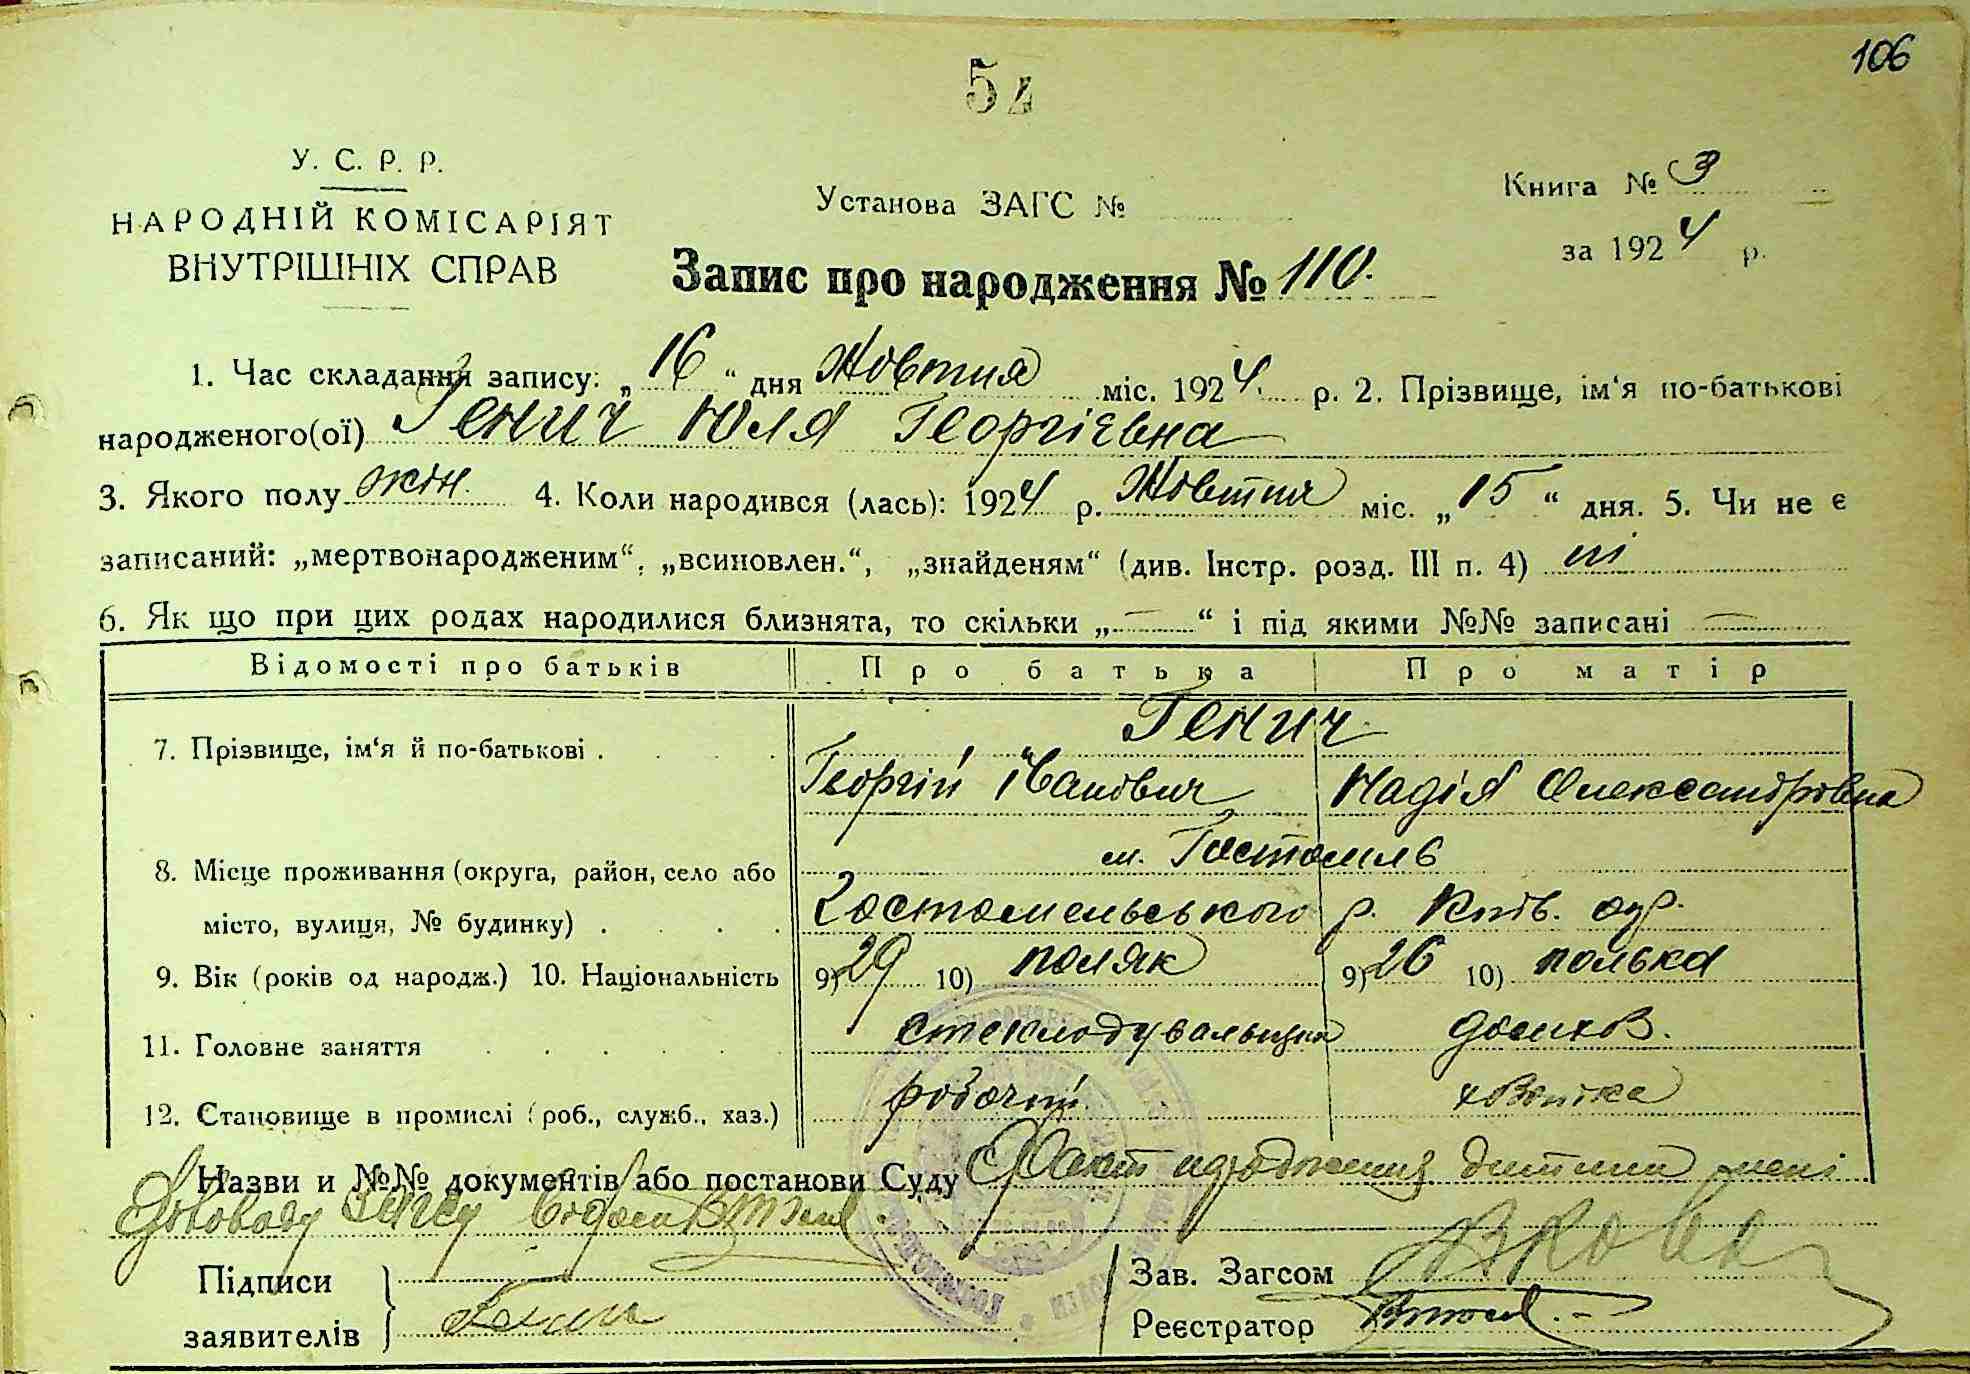 106
54
У. С. Р. Р.
НАРОДНІЙ КОМІСАРІЯТ
ВНУТРІШНІХ СПРАВ
Установа ЗАГС №
Книга № 3
за 1924 р.
Запис про народження № 110.
1. Час складання запису: „16“ дня Жовтня міс. 1924. р. 2. Прізвище, ім‘я по-батькові
народженого(ої) Генич Юля Георгієвна
3. Якого полу жін. 4. Коли народився (лась): 1924 р. Жовтня міс. „15“ дня. 5. Чи не є
записаний: „мертвонародженим“, „всиновлен.“, „знайденям“ (див. Інстр. розд. III п. 4) ні
6. Як що при цих родах народилися близнята, то скільки „—“ і під якими №№ записані —
Відомості про батьків Про батька Про матір
7. Прізвище, ім‘я й по-батькові . . . . Генич
Георгій Іванович Надія Олександровна
8. Місце проживання (округа, район, село або м. Гостомель
місто, вулиця, № будинку) . . . . Гостомельського р. Київ. окр.
9. Вік (років од народж.) 10. Національність 9) 29 10) поляк 9) 26 10) полька
11. Головне заняття . . . . . стеклодувальщик домхоз.
12. Становище в промислі (роб., служб., хаз.) робочий
Назви и №№ документів або постанови Суду Факт народження дитини мені
Діловоду Загсу
Підписи
заявителів Генич
Зав. Загсом
Реєстратор